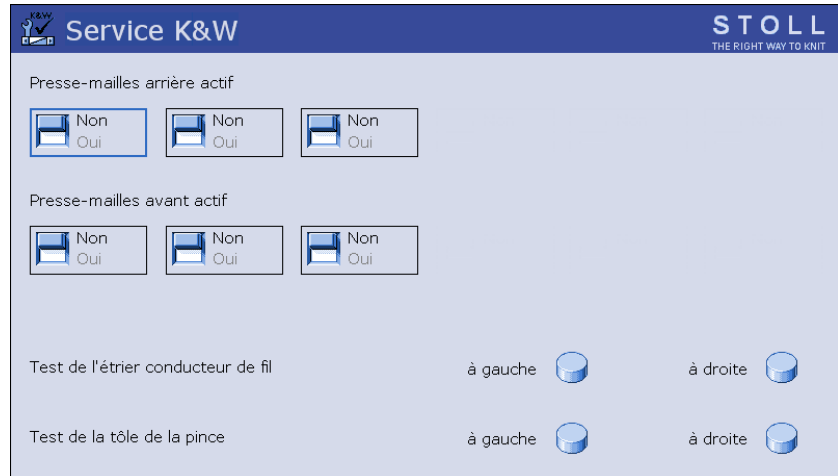 K&W
Service K&W
STOLL
THE RIGHT WAY TO KNIT
Presse-mailles arrière actif
Non Non Non
Oui Oui Oui
Presse-mailles avant actif
Non Non Non
Oui Oui Oui
Test de l'étrier conducteur de fil à gauche à droite
Test de la tôle de la pince à gauche à droite